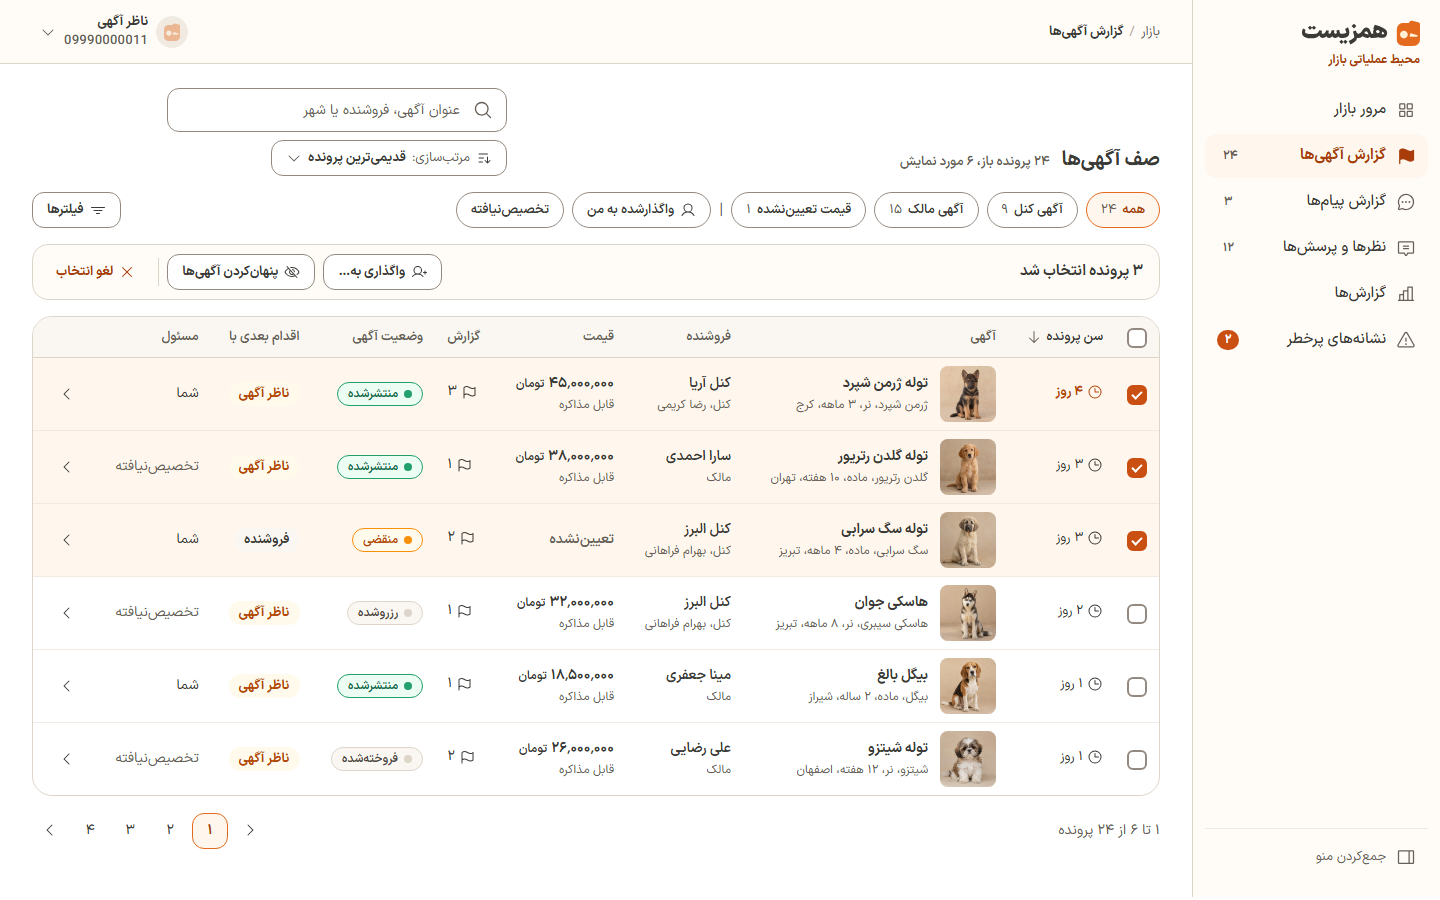 همزیست
محیط عملیاتی بازار
مرور بازار
گزارش آگهی‌ها ۲۴
گزارش پیام‌ها ۳
نظرها و پرسش‌ها ۱۲
گزارش‌ها
نشانه‌های پرخطر ۲
جمع‌کردن منو
بازار / گزارش آگهی‌ها
ناظر آگهی
09990000011
عنوان آگهی، فروشنده یا شهر
صف آگهی‌ها ۲۴ پرونده باز، ۶ مورد نمایش
مرتب‌سازی: قدیمی‌ترین پرونده
همه ۲۴ آگهی کنل ۹ آگهی مالک ۱۵ قیمت تعیین‌نشده ۱ | واگذارشده به من تخصیص‌نیافته فیلترها
۳ پرونده انتخاب شد واگذاری به... پنهان‌کردن آگهی‌ها لغو انتخاب
سن پرونده آگهی فروشنده قیمت گزارش وضعیت آگهی اقدام بعدی با مسئول
۴ روز توله ژرمن شپرد کنل آریا ۴۵,۰۰۰,۰۰۰ تومان ۳ منتشرشده ناظر آگهی شما
ژرمن شپرد، نر، ۳ ماهه، کرج کنل، رضا کریمی قابل مذاکره
۳ روز توله گلدن رتریور سارا احمدی ۳۸,۰۰۰,۰۰۰ تومان ۱ منتشرشده ناظر آگهی تخصیص‌نیافته
گلدن رتریور، ماده، ۱۰ هفته، تهران مالک قابل مذاکره
۳ روز توله سگ سرابی کنل البرز تعیین‌نشده ۲ منقضی فروشنده شما
سگ سرابی، ماده، ۴ ماهه، تبریز کنل، بهرام فراهانی
۲ روز هاسکی جوان کنل البرز ۳۲,۰۰۰,۰۰۰ تومان ۱ رزروشده ناظر آگهی تخصیص‌نیافته
هاسکی سیبری، نر، ۸ ماهه، تبریز کنل، بهرام فراهانی قابل مذاکره
۱ روز بیگل بالغ مینا جعفری ۱۸,۵۰۰,۰۰۰ تومان ۱ منتشرشده ناظر آگهی شما
بیگل، ماده، ۲ ساله، شیراز مالک قابل مذاکره
۱ روز توله شیتزو علی رضایی ۲۶,۰۰۰,۰۰۰ تومان ۲ فروخته‌شده ناظر آگهی تخصیص‌نیافته
شیتزو، نر، ۱۲ هفته، اصفهان مالک قابل مذاکره
۱ تا ۶ از ۲۴ پرونده ۱ ۲ ۳ ۴